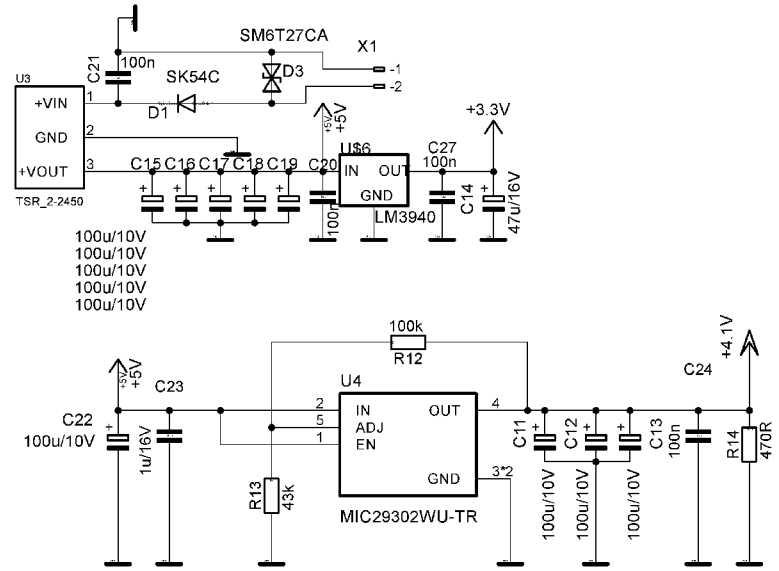 SM6T27CA
X1
C21
100n
SK54C
D3
-1
-2
U3
+VIN
1
D1
GND
2
+VOUT
3
TSR_2-2450
C15
C16
C17
C18
C19
C20
100n
+5V
+5V
U$6
IN
OUT
GND
LM3940
C27
100n
+3.3V
C14
47u/16V
+
+
+
+
+
+
100u/10V
100u/10V
100u/10V
100u/10V
100u/10V
100k
R12
+4.1V
+5V
+5V
C23
C22
100u/10V
+
1u/16V
U4
2
IN
OUT
4
5
ADJ
1
EN
GND
3*2
R13
43k
MIC29302WU-TR
C11
+
100u/10V
C12
+
100u/10V
+
C13
100u/10V
C24
100n
R14
470R